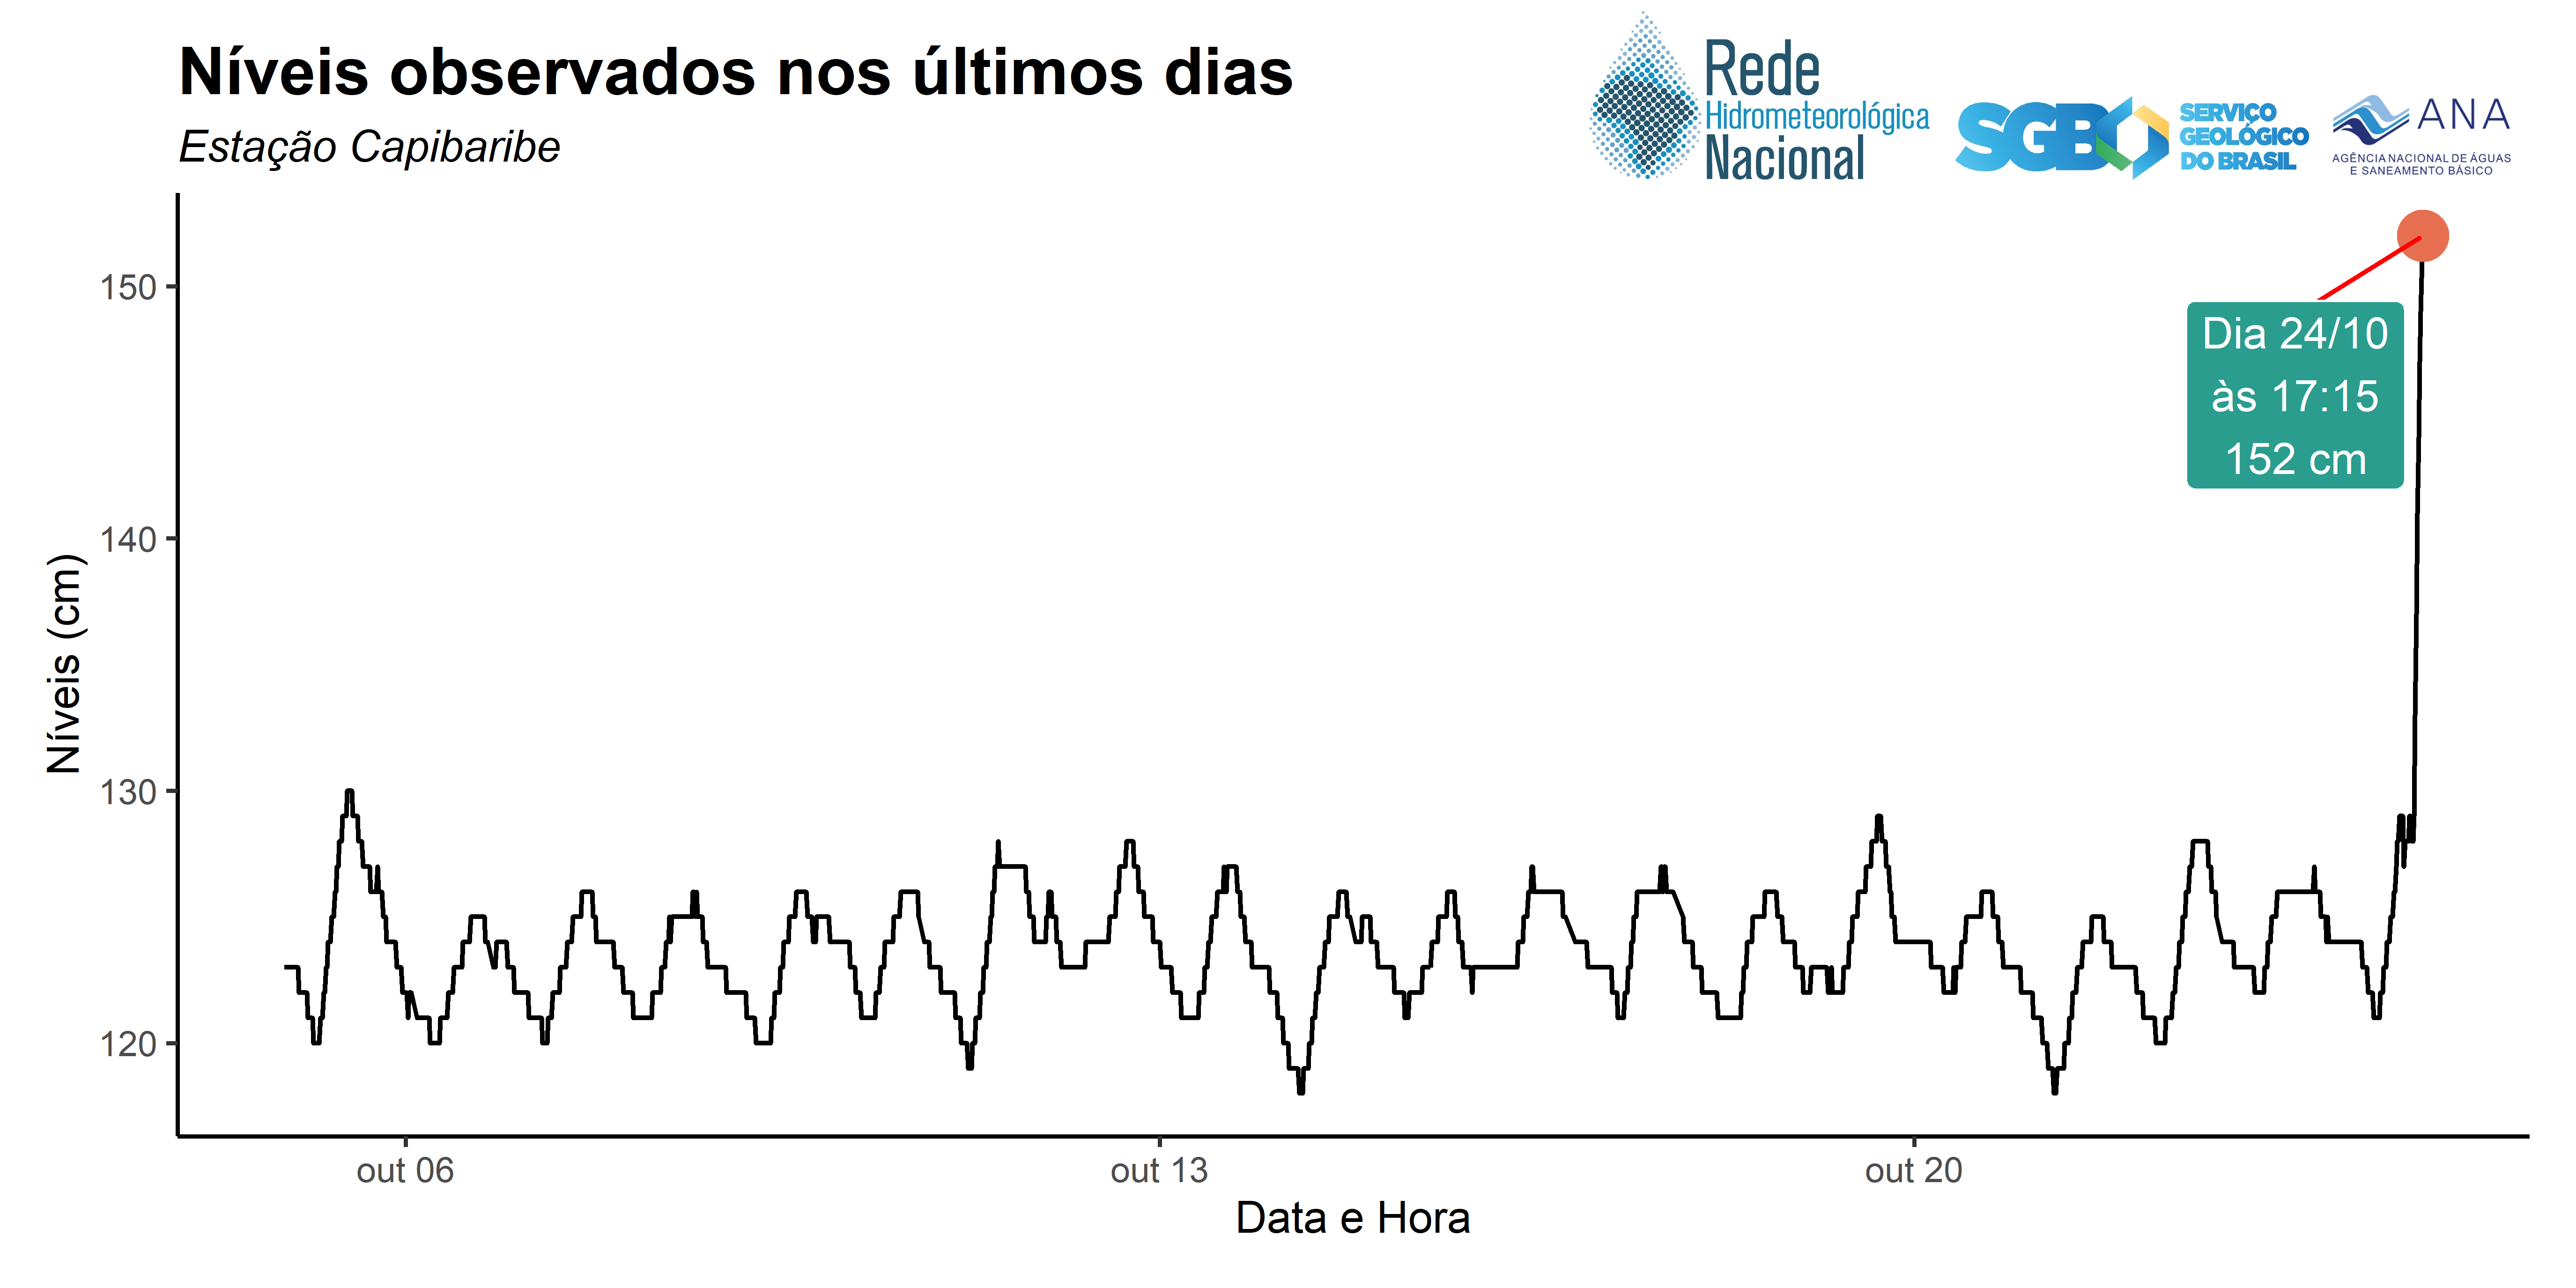 Níveis observados nos últimos dias
Estação Capibaribe
Rede
Hidrometeorológica
Nacional
SGB
SERVIÇO
GEOLÓGICO
DO BRASIL
ANA
AGÊNCIA NACIONAL DE ÁGUAS
E SANEAMENTO BÁSICO
Níveis (cm)
150
140
130
120
Dia 24/10
às 17:15
152 cm
out 06
out 13
out 20
Data e Hora